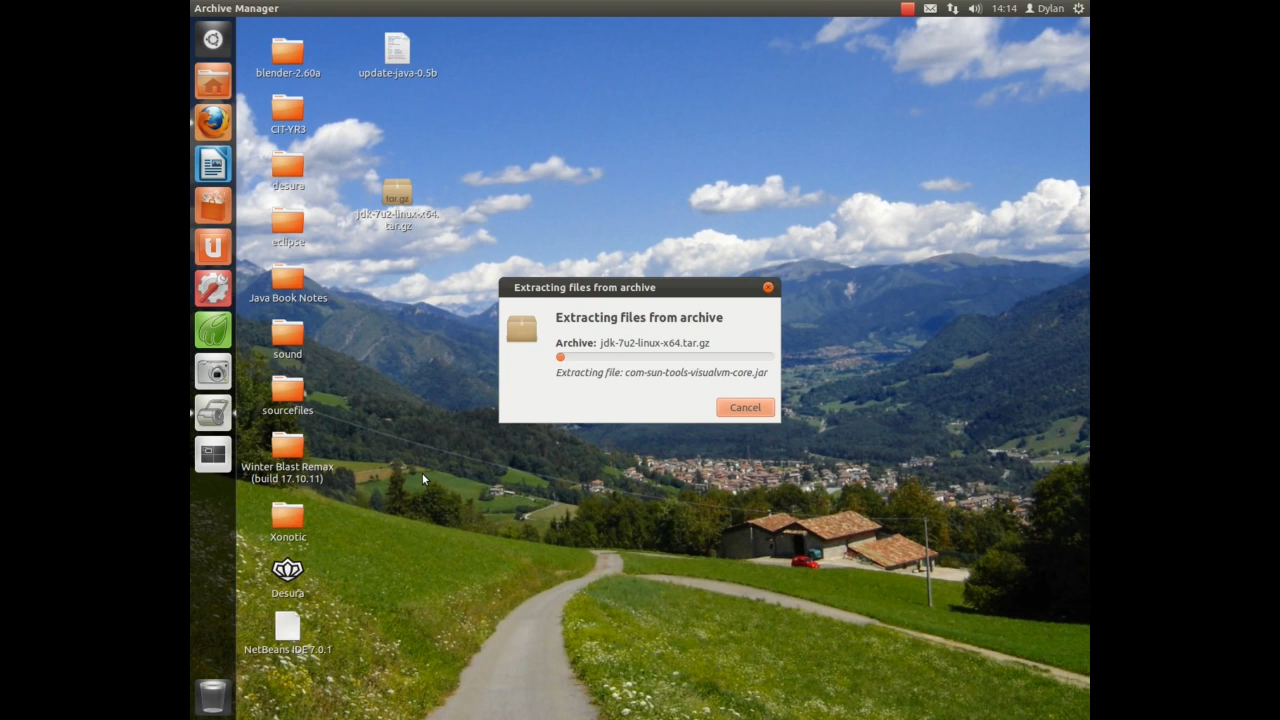 Archive Manager
14:14
Dylan
blender-2.60a
update-java-0.5b
CIT-YR3
desura
tar.gz
jdk-7u2-linux-x64.
tar.gz
eclipse
Java Book Notes
sound
sourcefiles
Winter Blast Remax
(build 17.10.11)
Xonotic
Desura
NetBeans IDE 7.0.1
Extracting files from archive
Extracting files from archive
Archive: jdk-7u2-linux-x64.tar.gz
Extracting file: com-sun-tools-visualvm-core.jar
Cancel